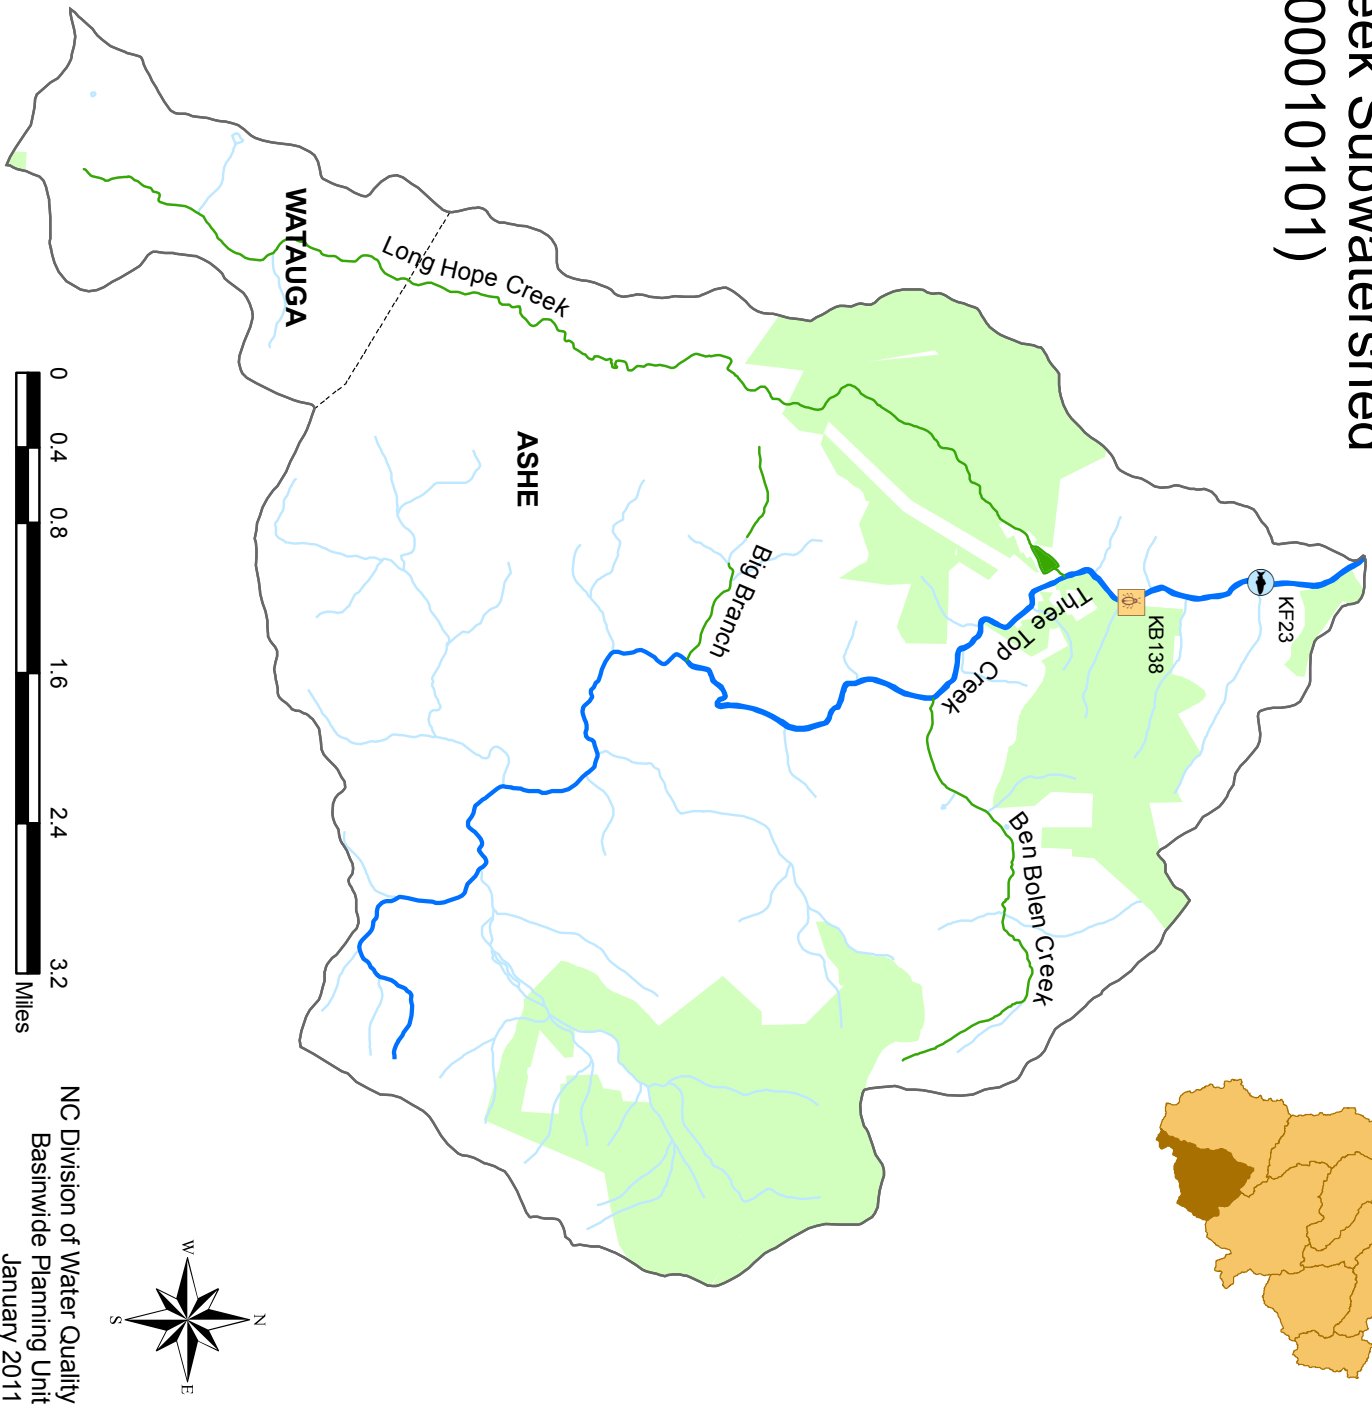 eek Subwatershed
00010101)
KF23
KB138
Three Top Creek
Ben Bolen Creek
Big Branch
Long Hope Creek
ASHE
WATAUGA
0 0.4 0.8 1.6 2.4 3.2
Miles
N
W
E
S
NC Division of Water Quality
Basinwide Planning Unit
January 2011